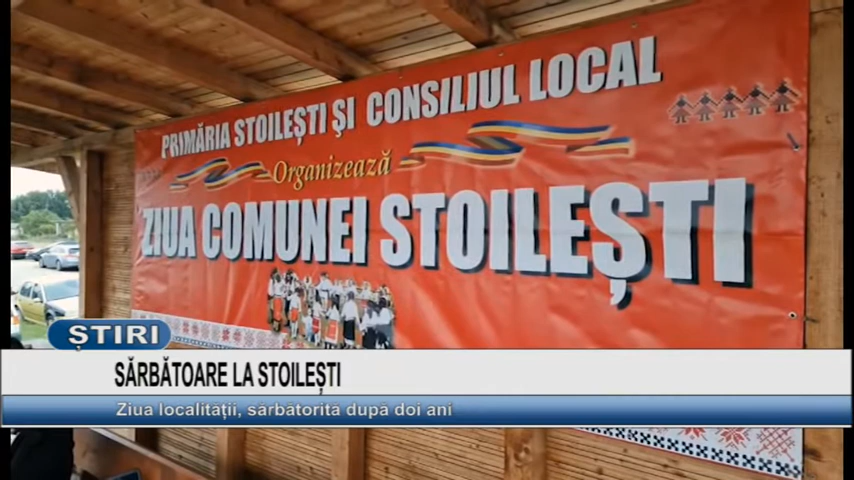 PRIMĂRIA STOILEȘTI ȘI CONSILIUL LOCAL
Organizează
ZIUA COMUNEI STOILEȘTI
ȘTIRI
SĂRBĂTOARE LA STOILEȘTI
Ziua localității, sărbătorită după doi ani